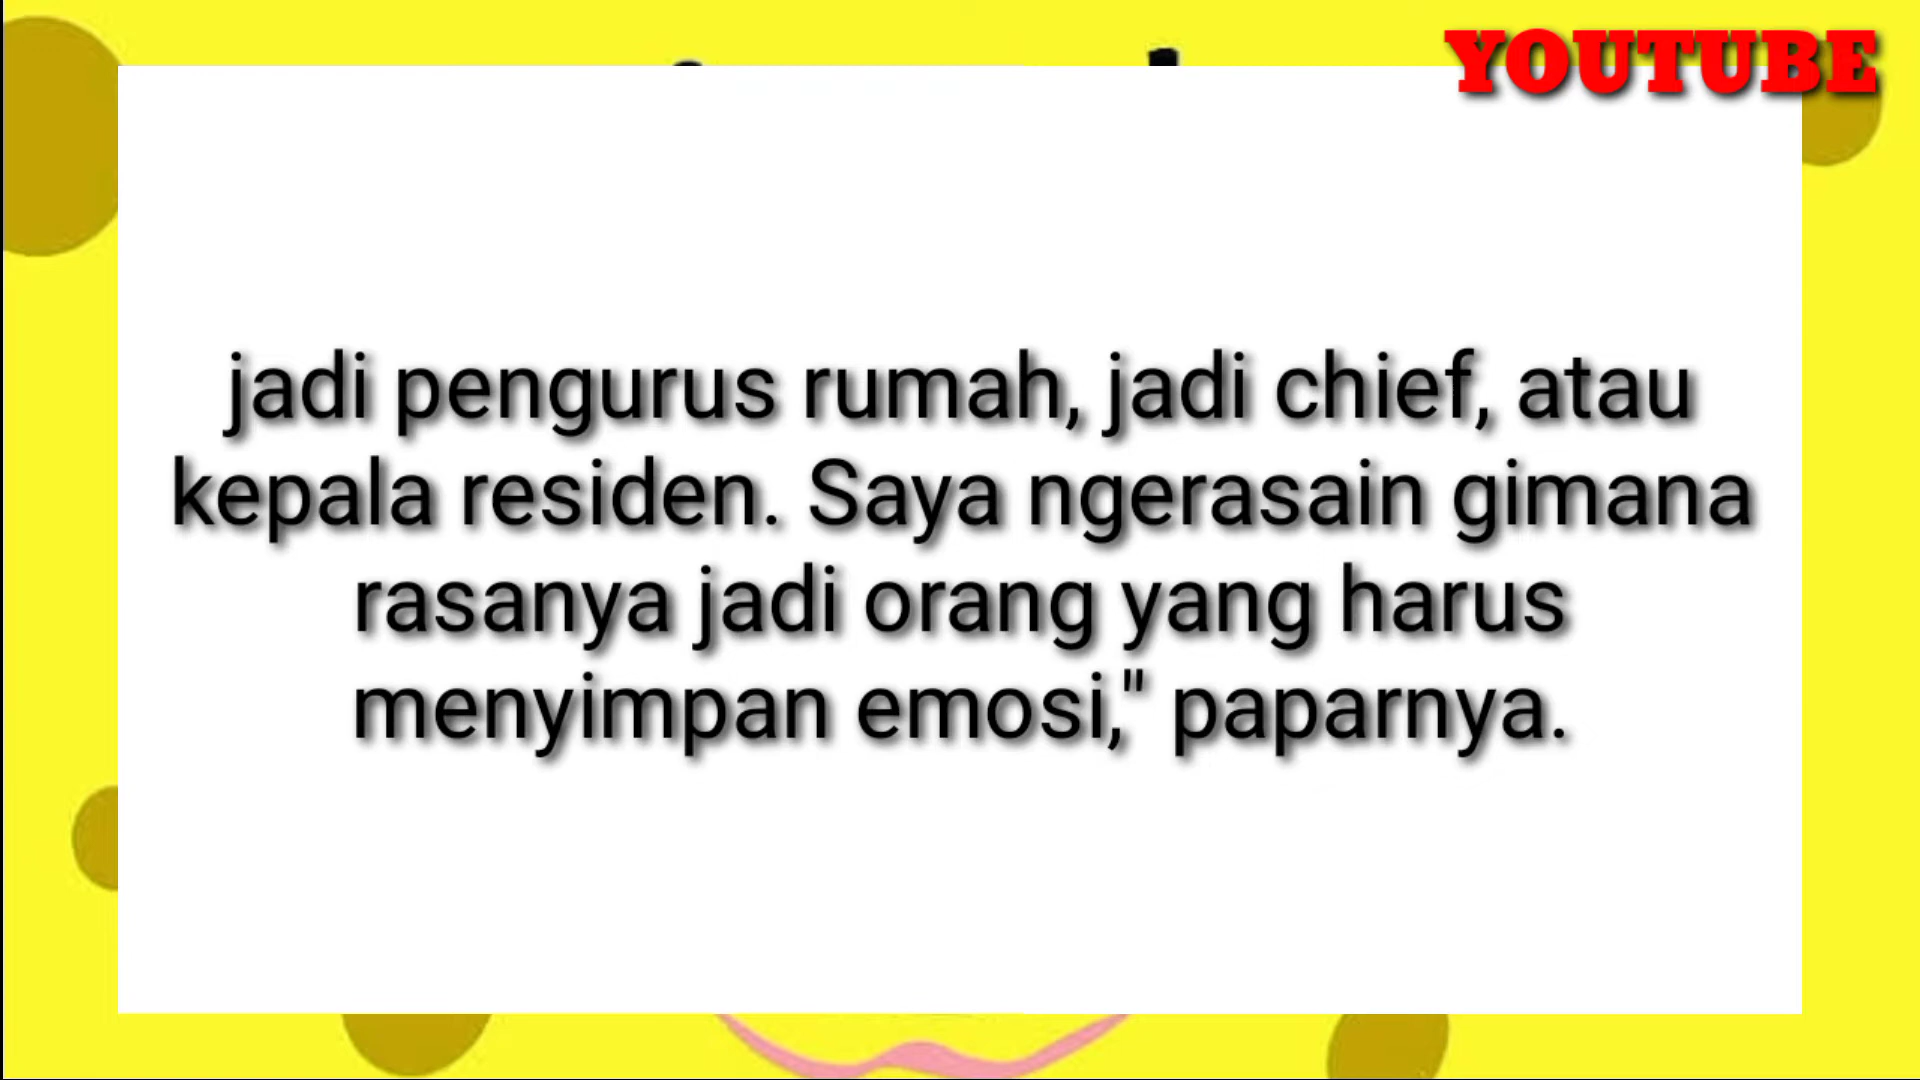 YOUTUBE
jadi pengurus rumah, jadi chief, atau
kepala residen. Saya ngerasain gimana
rasanya jadi orang yang harus
menyimpan emosi," paparnya.